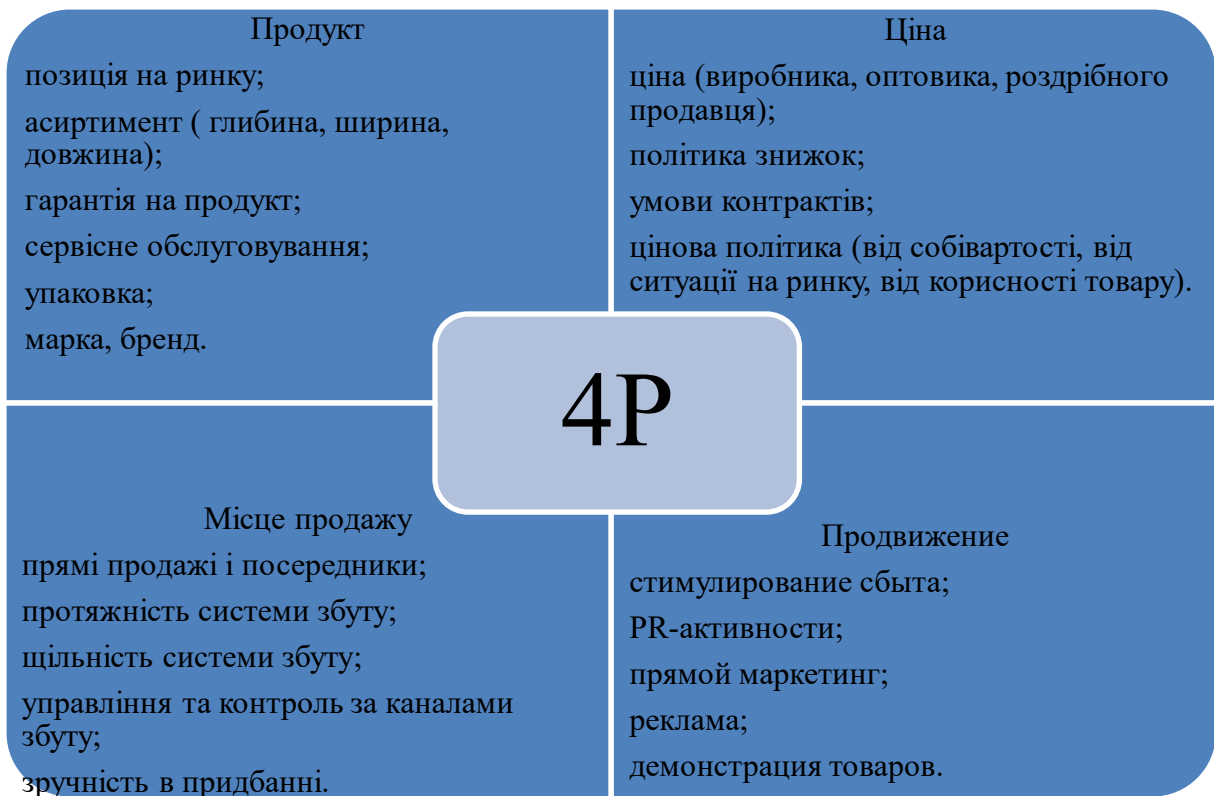 Продукт
позиція на ринку;
асиртимент ( глибина, ширина,
довжина);
гарантія на продукт;
сервісне обслуговування;
упаковка;
марка, бренд.
Ціна
ціна (виробника, оптовика, роздрібного
продавця);
політика знижок;
умови контрактів;
цінова політика (від собівартості, від
ситуації на ринку, від корисності товару).
4P
Місце продажу
прямі продажі і посередники;
протяжність системи збуту;
щільність системи збуту;
управління та контроль за каналами
збуту;
зручність в придбанні.
Продвижение
стимулирование сбыта;
PR-активности;
прямой маркетинг;
реклама;
демонстрация товаров.